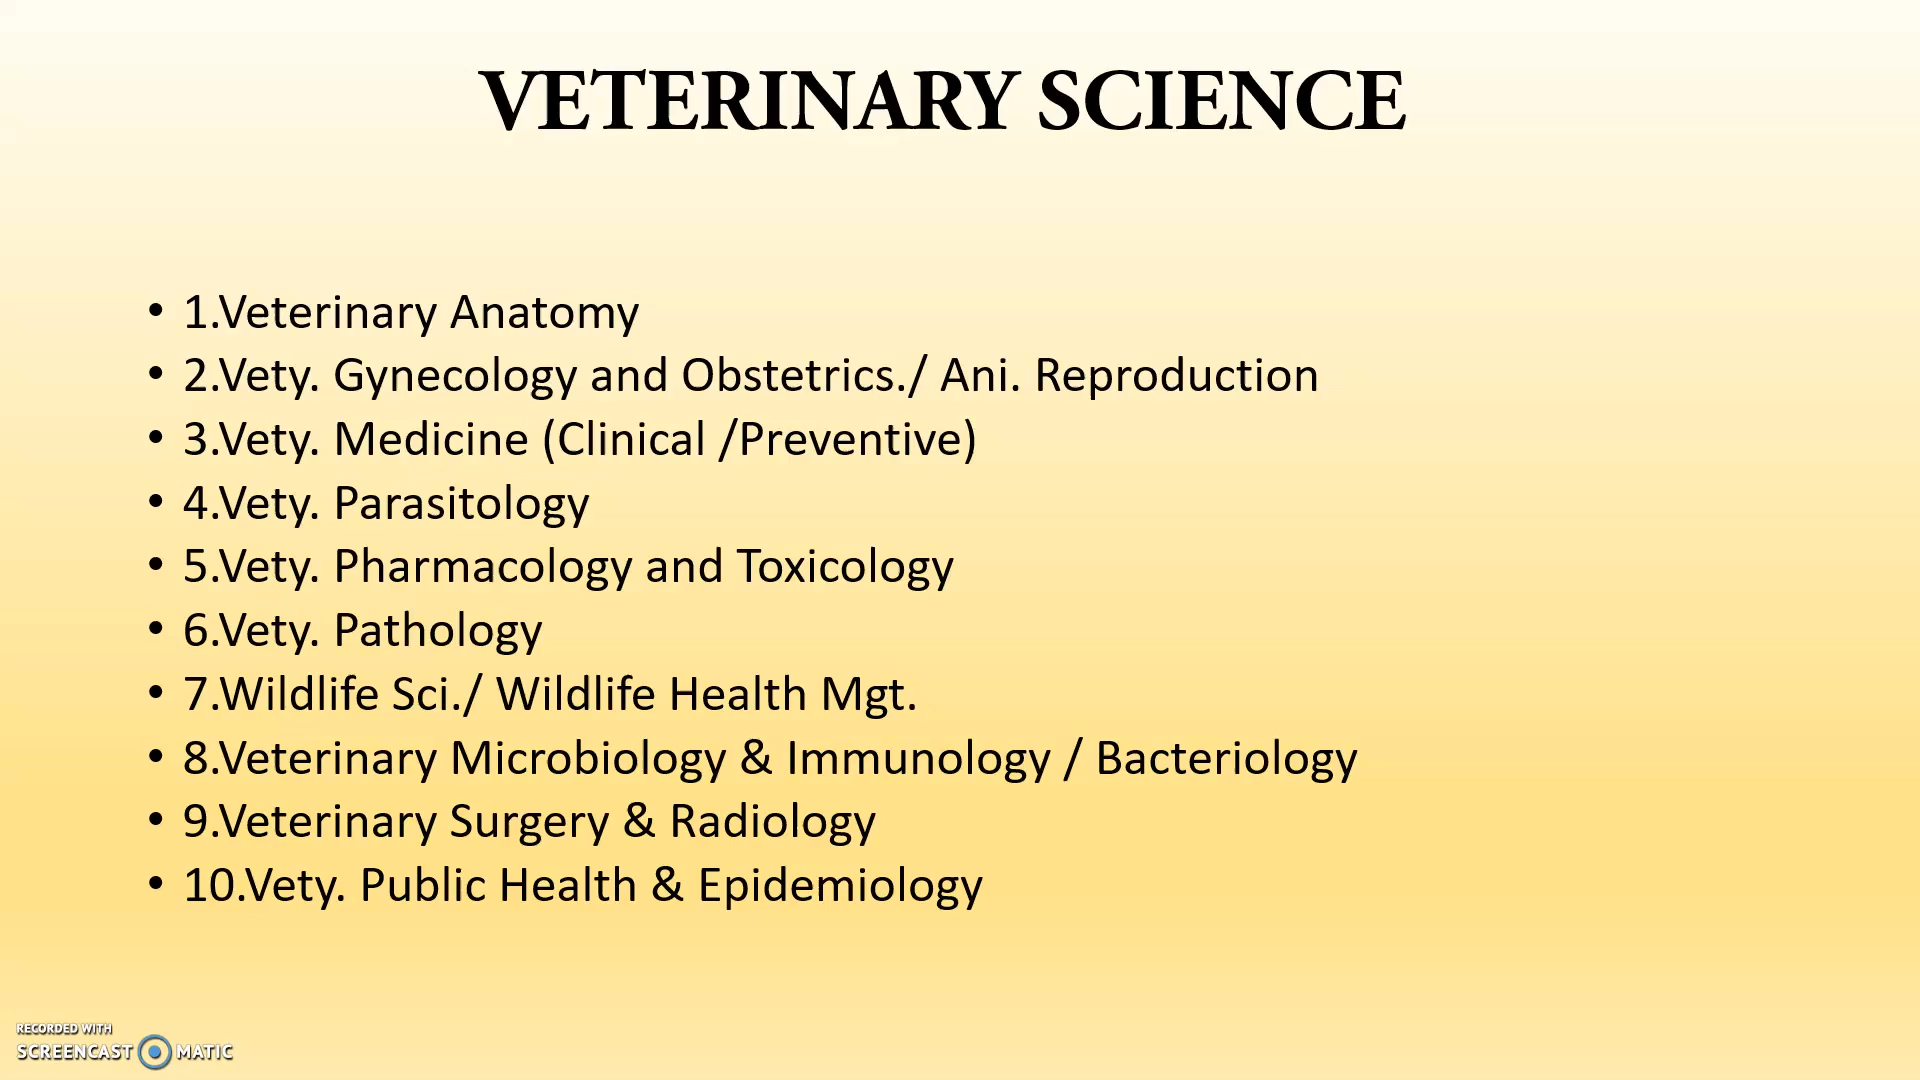 VETERINARY SCIENCE
• 1.Veterinary Anatomy
• 2.Vety. Gynecology and Obstetrics./ Ani. Reproduction
• 3.Vety. Medicine (Clinical /Preventive)
• 4.Vety. Parasitology
• 5.Vety. Pharmacology and Toxicology
• 6.Vety. Pathology
• 7.Wildlife Sci./ Wildlife Health Mgt.
• 8.Veterinary Microbiology & Immunology / Bacteriology
• 9.Veterinary Surgery & Radiology
• 10.Vety. Public Health & Epidemiology
RECORDED WITH
SCREENCAST MATIC